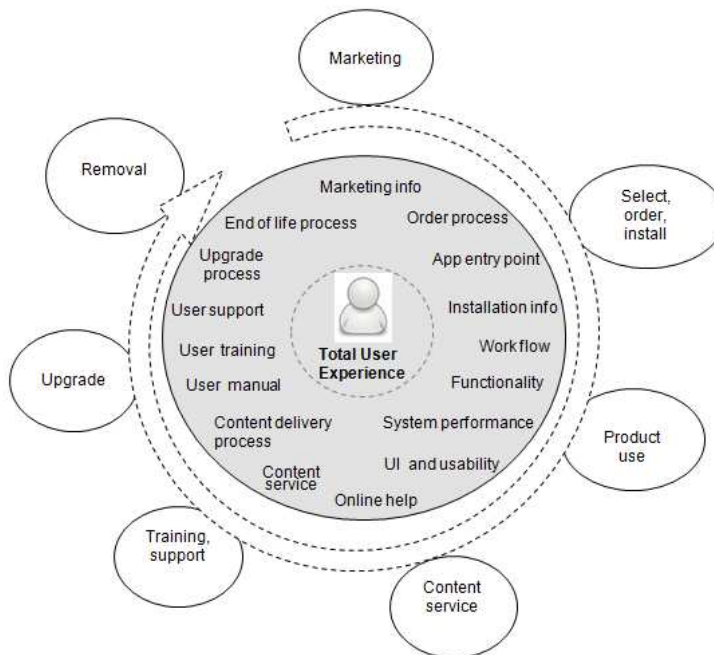 Marketing
Removal
Select,
order,
install
Marketing info
End of life process
Order process
Upgrade
process
App entry point
User support
Installation info
User training
Work flow
Total User
Experience
User manual
Functionality
Upgrade
Content delivery
process
System performance
Product
use
Content
service
UI and usability
Online help
Training,
support
Content
service